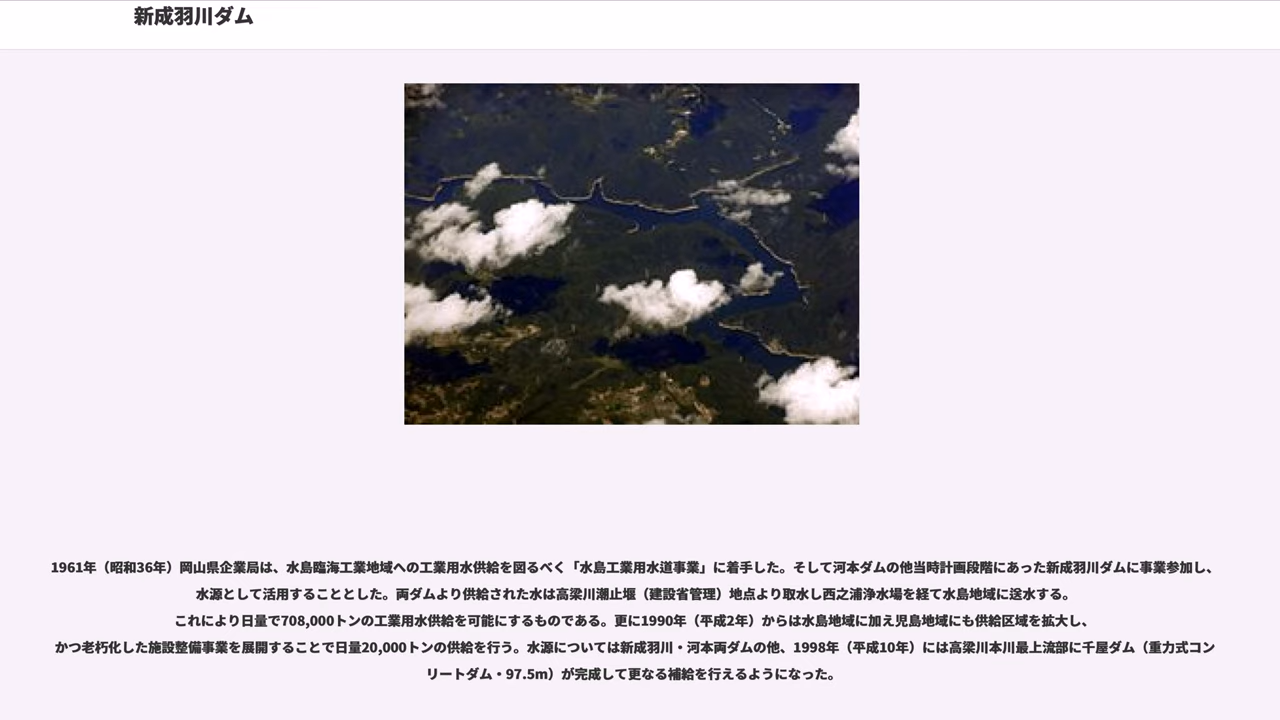 新成羽川ダム
1961年（昭和36年）岡山県企業局は、水島臨海工業地域への工業用水供給を図るべく「水島工業用水道事業」に着手した。そして河本ダムの他当時計画段階にあった新成羽川ダムに事業参加し、
水源として活用することとした。両ダムより供給された水は高梁川潮止堰（建設省管理）地点より取水し西之浦浄水場を経て水島地域に送水する。
これにより日量で708,000トンの工業用水供給を可能にするものである。更に1990年（平成2年）からは水島地域に加え児島地域にも供給区域を拡大し、
かつ老朽化した施設整備事業を展開することで日量20,000トンの供給を行う。水源については新成羽川・河本両ダムの他、1998年（平成10年）には高梁川本川最上流部に千屋ダム（重力式コン
リートダム・97.5m）が完成して更なる補給を行えるようになった。